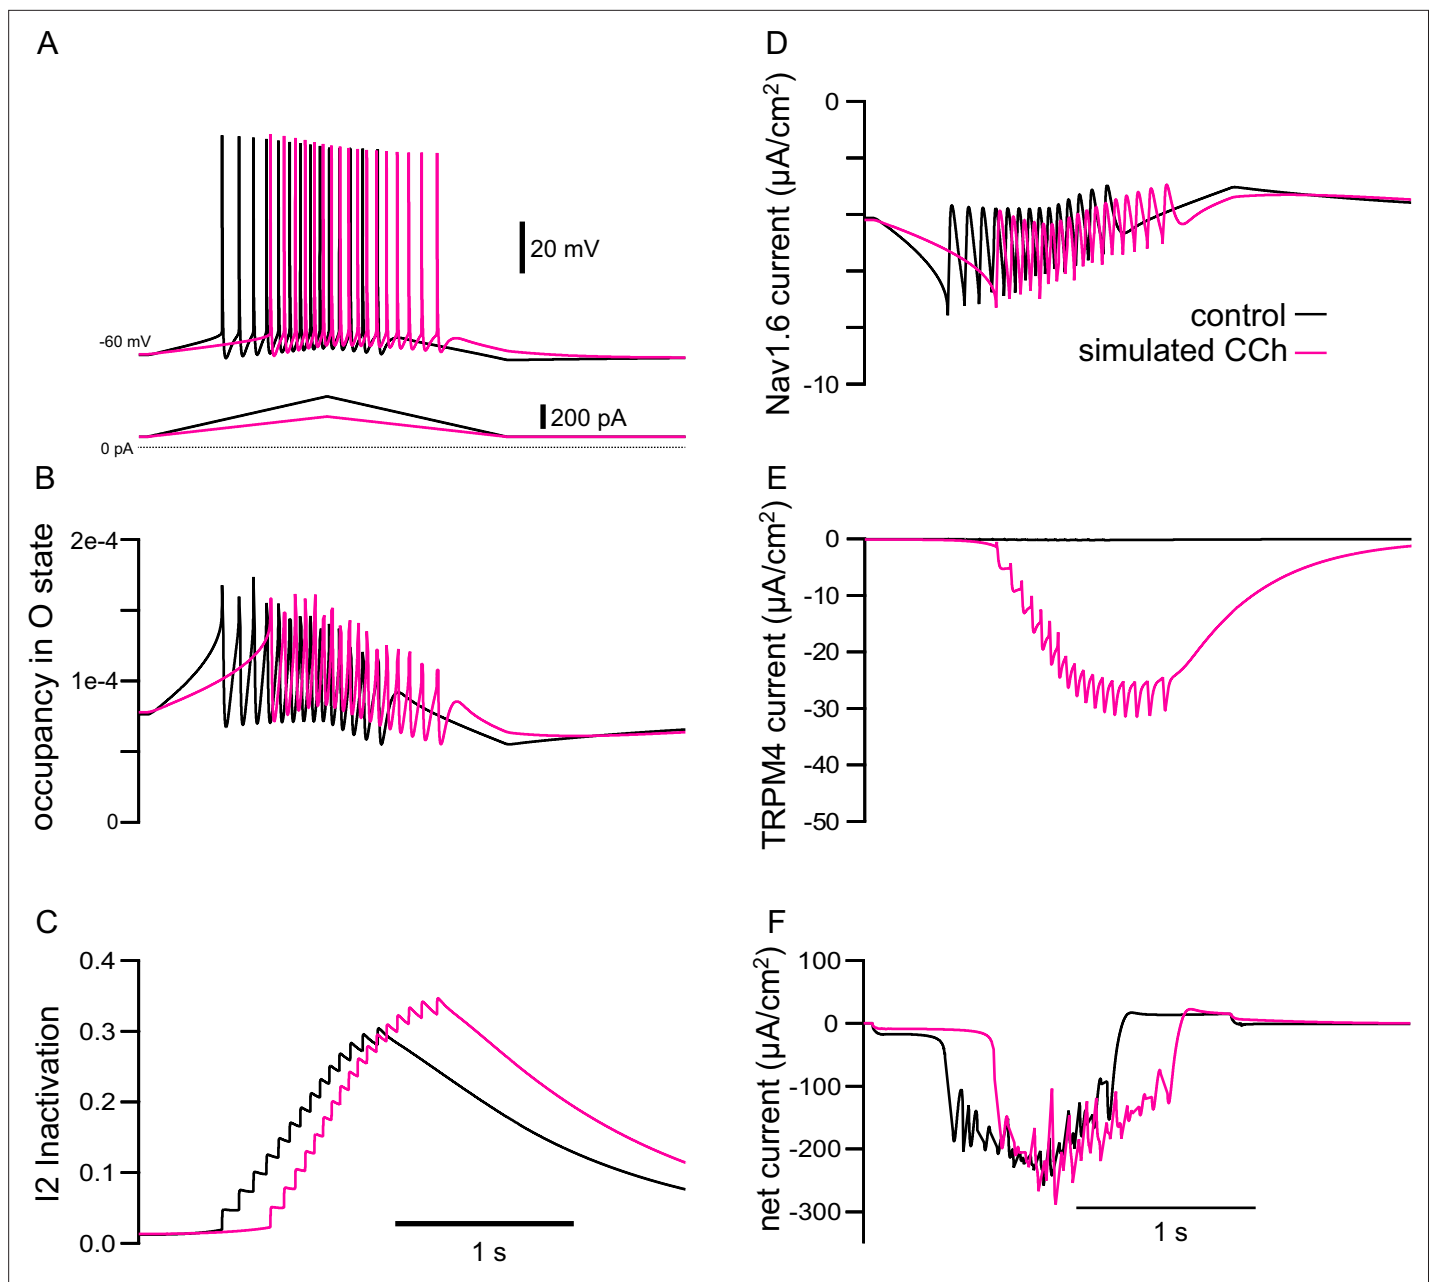 A
-60 mV
20 mV
200 pA
0 pA
B
occupancy in O state
2e-4
1e-4
0
C
I2 Inactivation
0.4
0.3
0.2
0.1
0.0
1 s
D
Nav1.6 current (µA/cm²)
0
-10
control
simulated CCh
E
TRPM4 current (µA/cm²)
0
-10
-20
-30
-40
-50
F
net current (µA/cm²)
100
0
-100
-200
-300
1 s